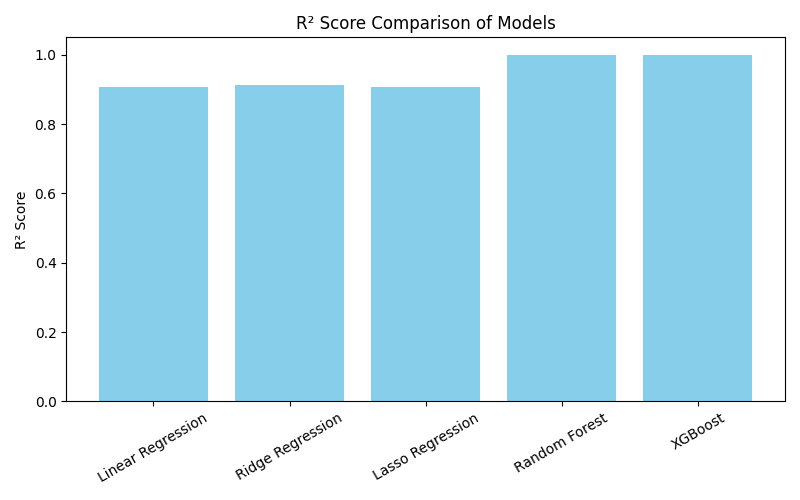 R² Score Comparison of Models
1.0
0.8
0.6
0.4
0.2
0.0
R² Score
Linear Regression
Ridge Regression
Lasso Regression
Random Forest
XGBoost